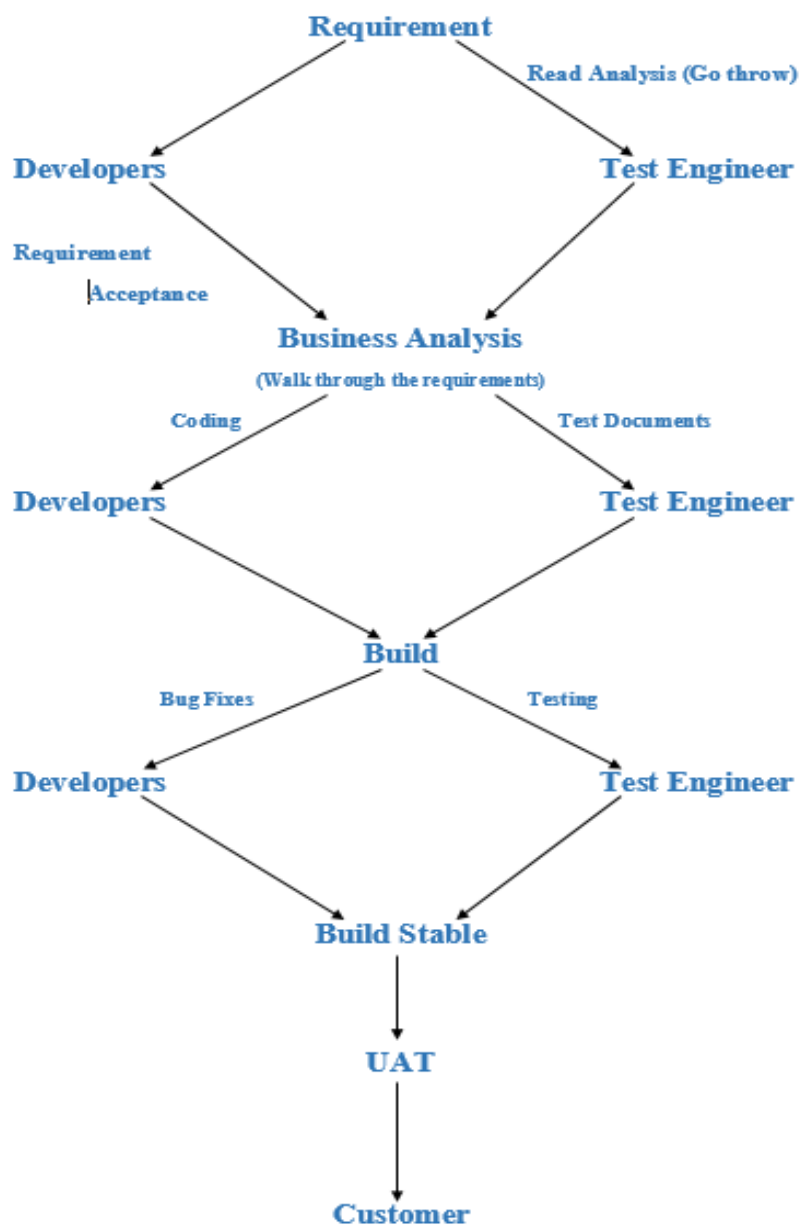 Requirement
Read Analysis (Go throw)
Developers
Test Engineer
Requirement
Acceptance
Business Analysis
(Walk through the requirements)
Coding
Test Documents
Developers
Test Engineer
Build
Bug Fixes
Testing
Developers
Test Engineer
Build Stable
UAT
Customer